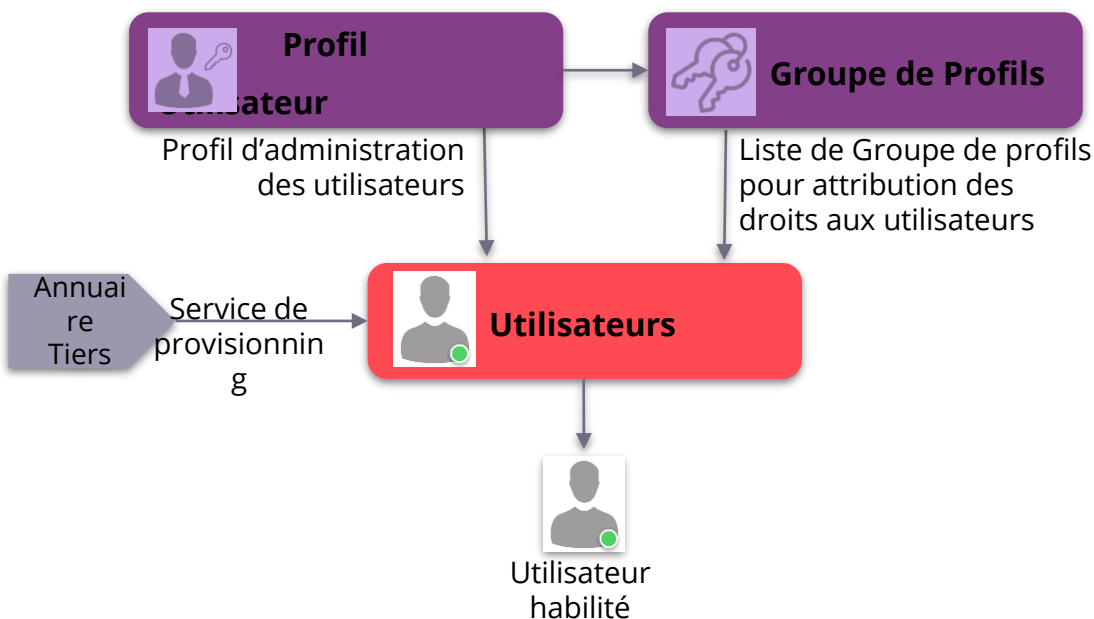 Profil
Utilisateur
Groupe de Profils
Profil d’administration
des utilisateurs
Liste de Groupe de profils
pour attribution des
droits aux utilisateurs
Annuai
re
Tiers
Service de
provisionnin
g
Utilisateurs
Utilisateur
habilité